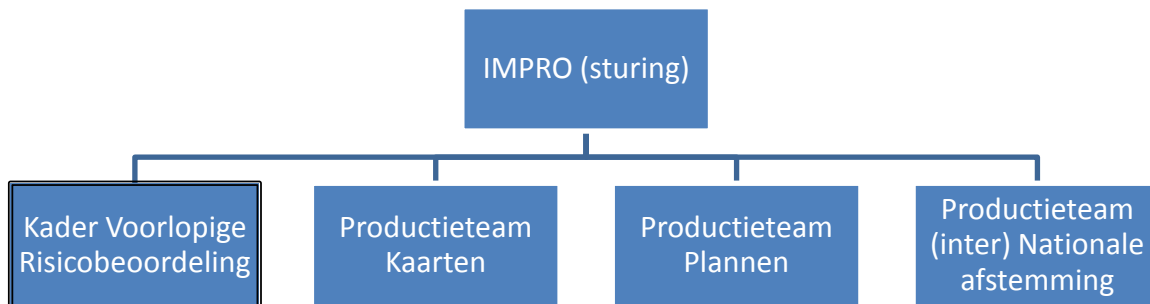 IMPRO (sturing)
Kader Voorlopige
Risicobeoordeling
Productieteam
Kaarten
Productieteam
Plannen
Productieteam
(inter) Nationale
afstemming